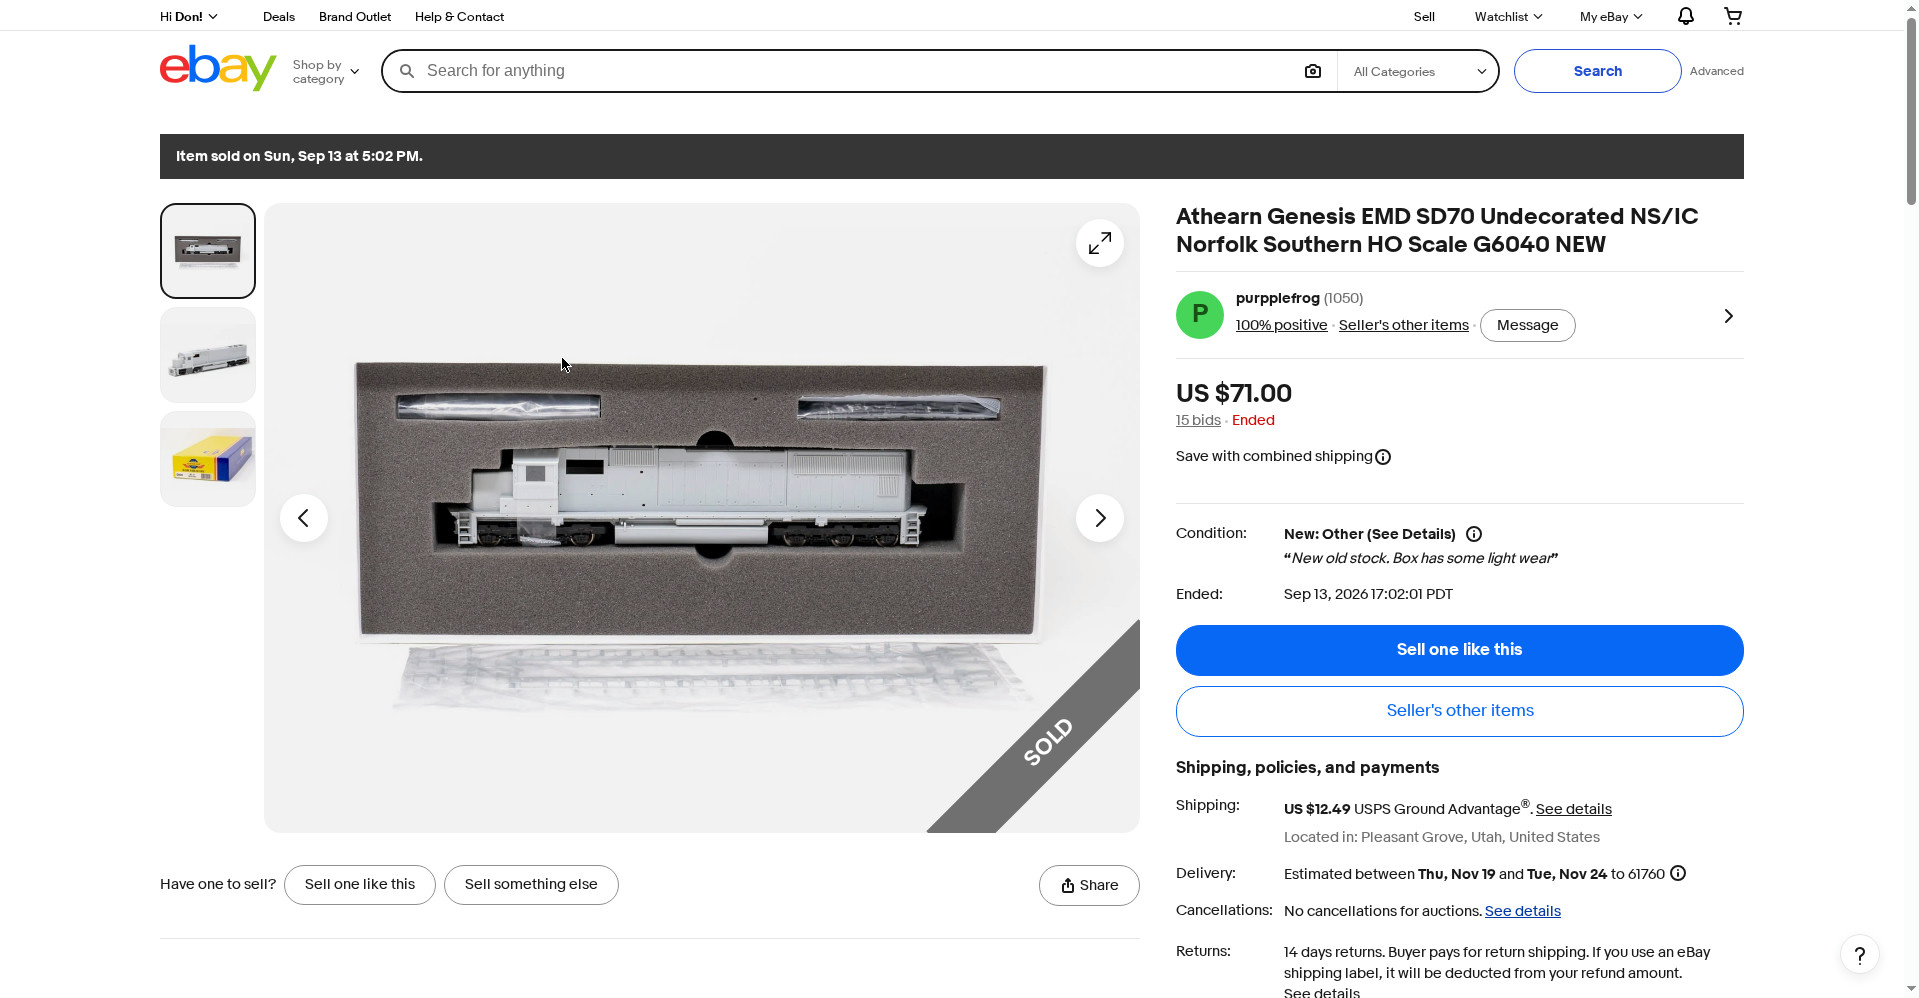 Hi Don!
Deals
Brand Outlet
Help & Contact
Sell
Watchlist
My eBay
ebay
Shop by
category
Search for anything
All Categories
Search
Advanced
Item sold on Sun, Sep 13 at 5:02 PM.
SOLD
Athearn Genesis EMD SD70 Undecorated NS/IC
Norfolk Southern HO Scale G6040 NEW
P
purpplefrog (1050)
100% positive · Seller's other items · Message
US $71.00
15 bids · Ended
Save with combined shipping
Condition:
New: Other (See Details)
“New old stock. Box has some light wear”
Ended:
Sep 13, 2026 17:02:01 PDT
Sell one like this
Seller's other items
Shipping, policies, and payments
Shipping:
US $12.49 USPS Ground Advantage®. See details
Located in: Pleasant Grove, Utah, United States
Delivery:
Estimated between Thu, Nov 19 and Tue, Nov 24 to 61760
Cancellations:
No cancellations for auctions. See details
Returns:
14 days returns. Buyer pays for return shipping. If you use an eBay
shipping label, it will be deducted from your refund amount.
See details
Have one to sell?
Sell one like this
Sell something else
Share
?